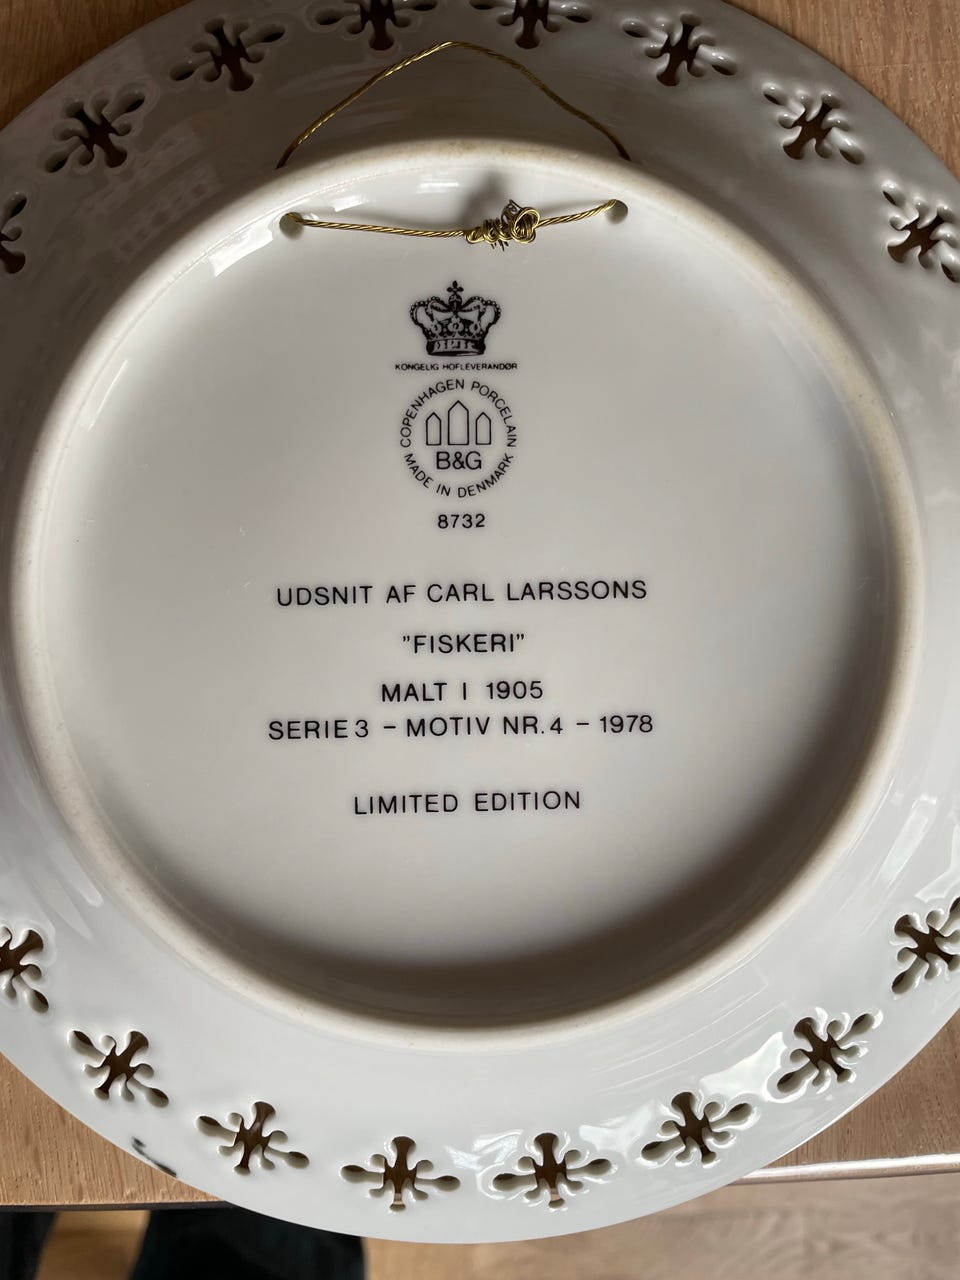 KONGELIG HOFLEVERANDØR
COPENHAGEN PORCELAIN
B&G
MADE IN DENMARK
8732
UDSNIT AF CARL LARSSONS
"FISKERI"
MALT I 1905
SERIE 3 - MOTIV NR. 4 - 1978
LIMITED EDITION